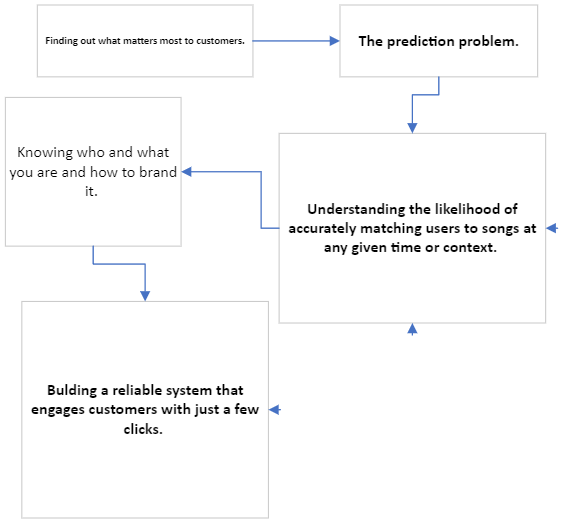 Finding out what matters most to customers.
The prediction problem.
Understanding the likelihood of
accurately matching users to songs at
any given time or context.
Knowing who and what
you are and how to brand
it.
Bulding a reliable system that
engages customers with just a few
clicks.